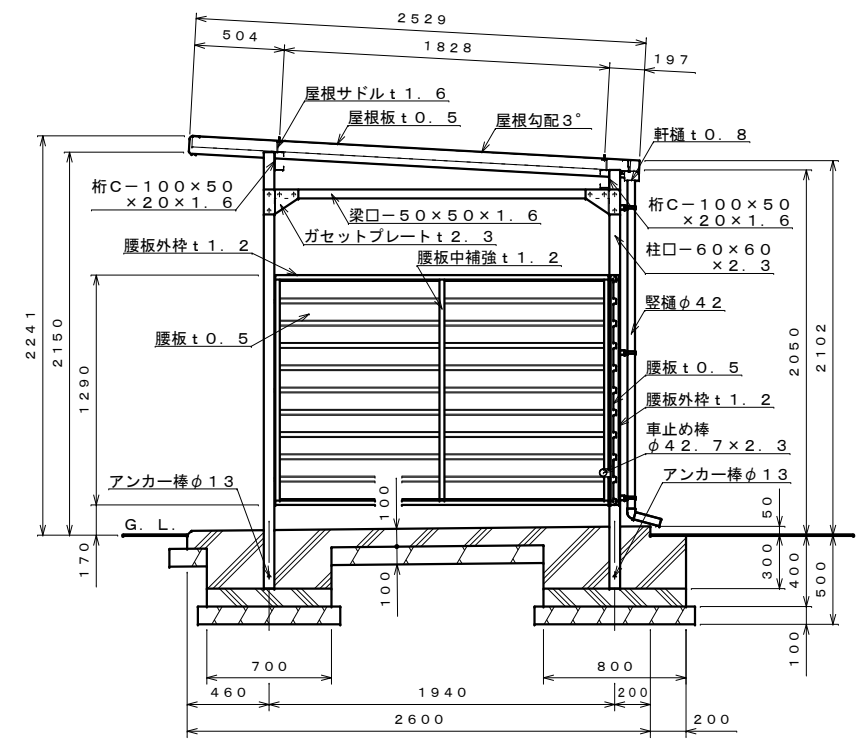 2529
504
1828
197
屋根サドルｔ１．６
屋根板ｔ０．５
屋根勾配３°
軒樋ｔ０．８
桁Ｃ－１００×５０
×２０×１．６
梁口－５０×５０×１．６
ガセットプレートｔ２．３
桁Ｃ－１００×５０
×２０×１．６
腰板外枠ｔ１．２
腰板中補強ｔ１．２
柱口－６０×６０
×２．３
竪樋φ４２
腰板ｔ０．５
腰板ｔ０．５
腰板外枠ｔ１．２
車止め棒
φ４２．７×２．３
アンカー棒φ１３
アンカー棒φ１３
Ｇ．Ｌ．
2241
2150
1290
170
100
100
2050
2102
50
300
400
500
100
700
800
460
1940
200
2600
200